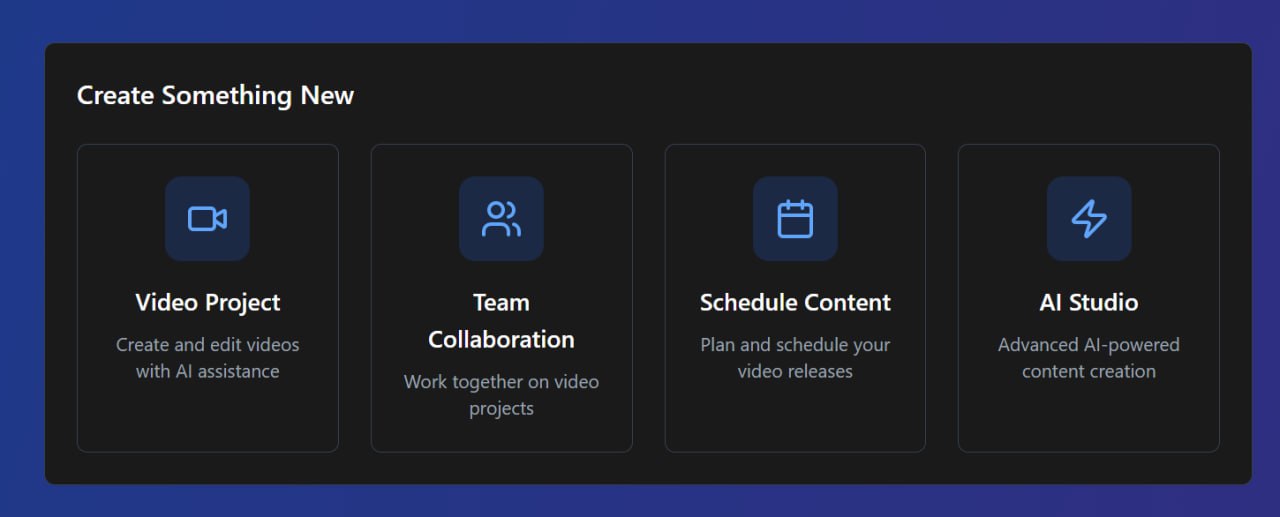 Create Something New
Video Project
Create and edit videos
with AI assistance
Team
Collaboration
Work together on video
projects
Schedule Content
Plan and schedule your
video releases
AI Studio
Advanced AI-powered
content creation